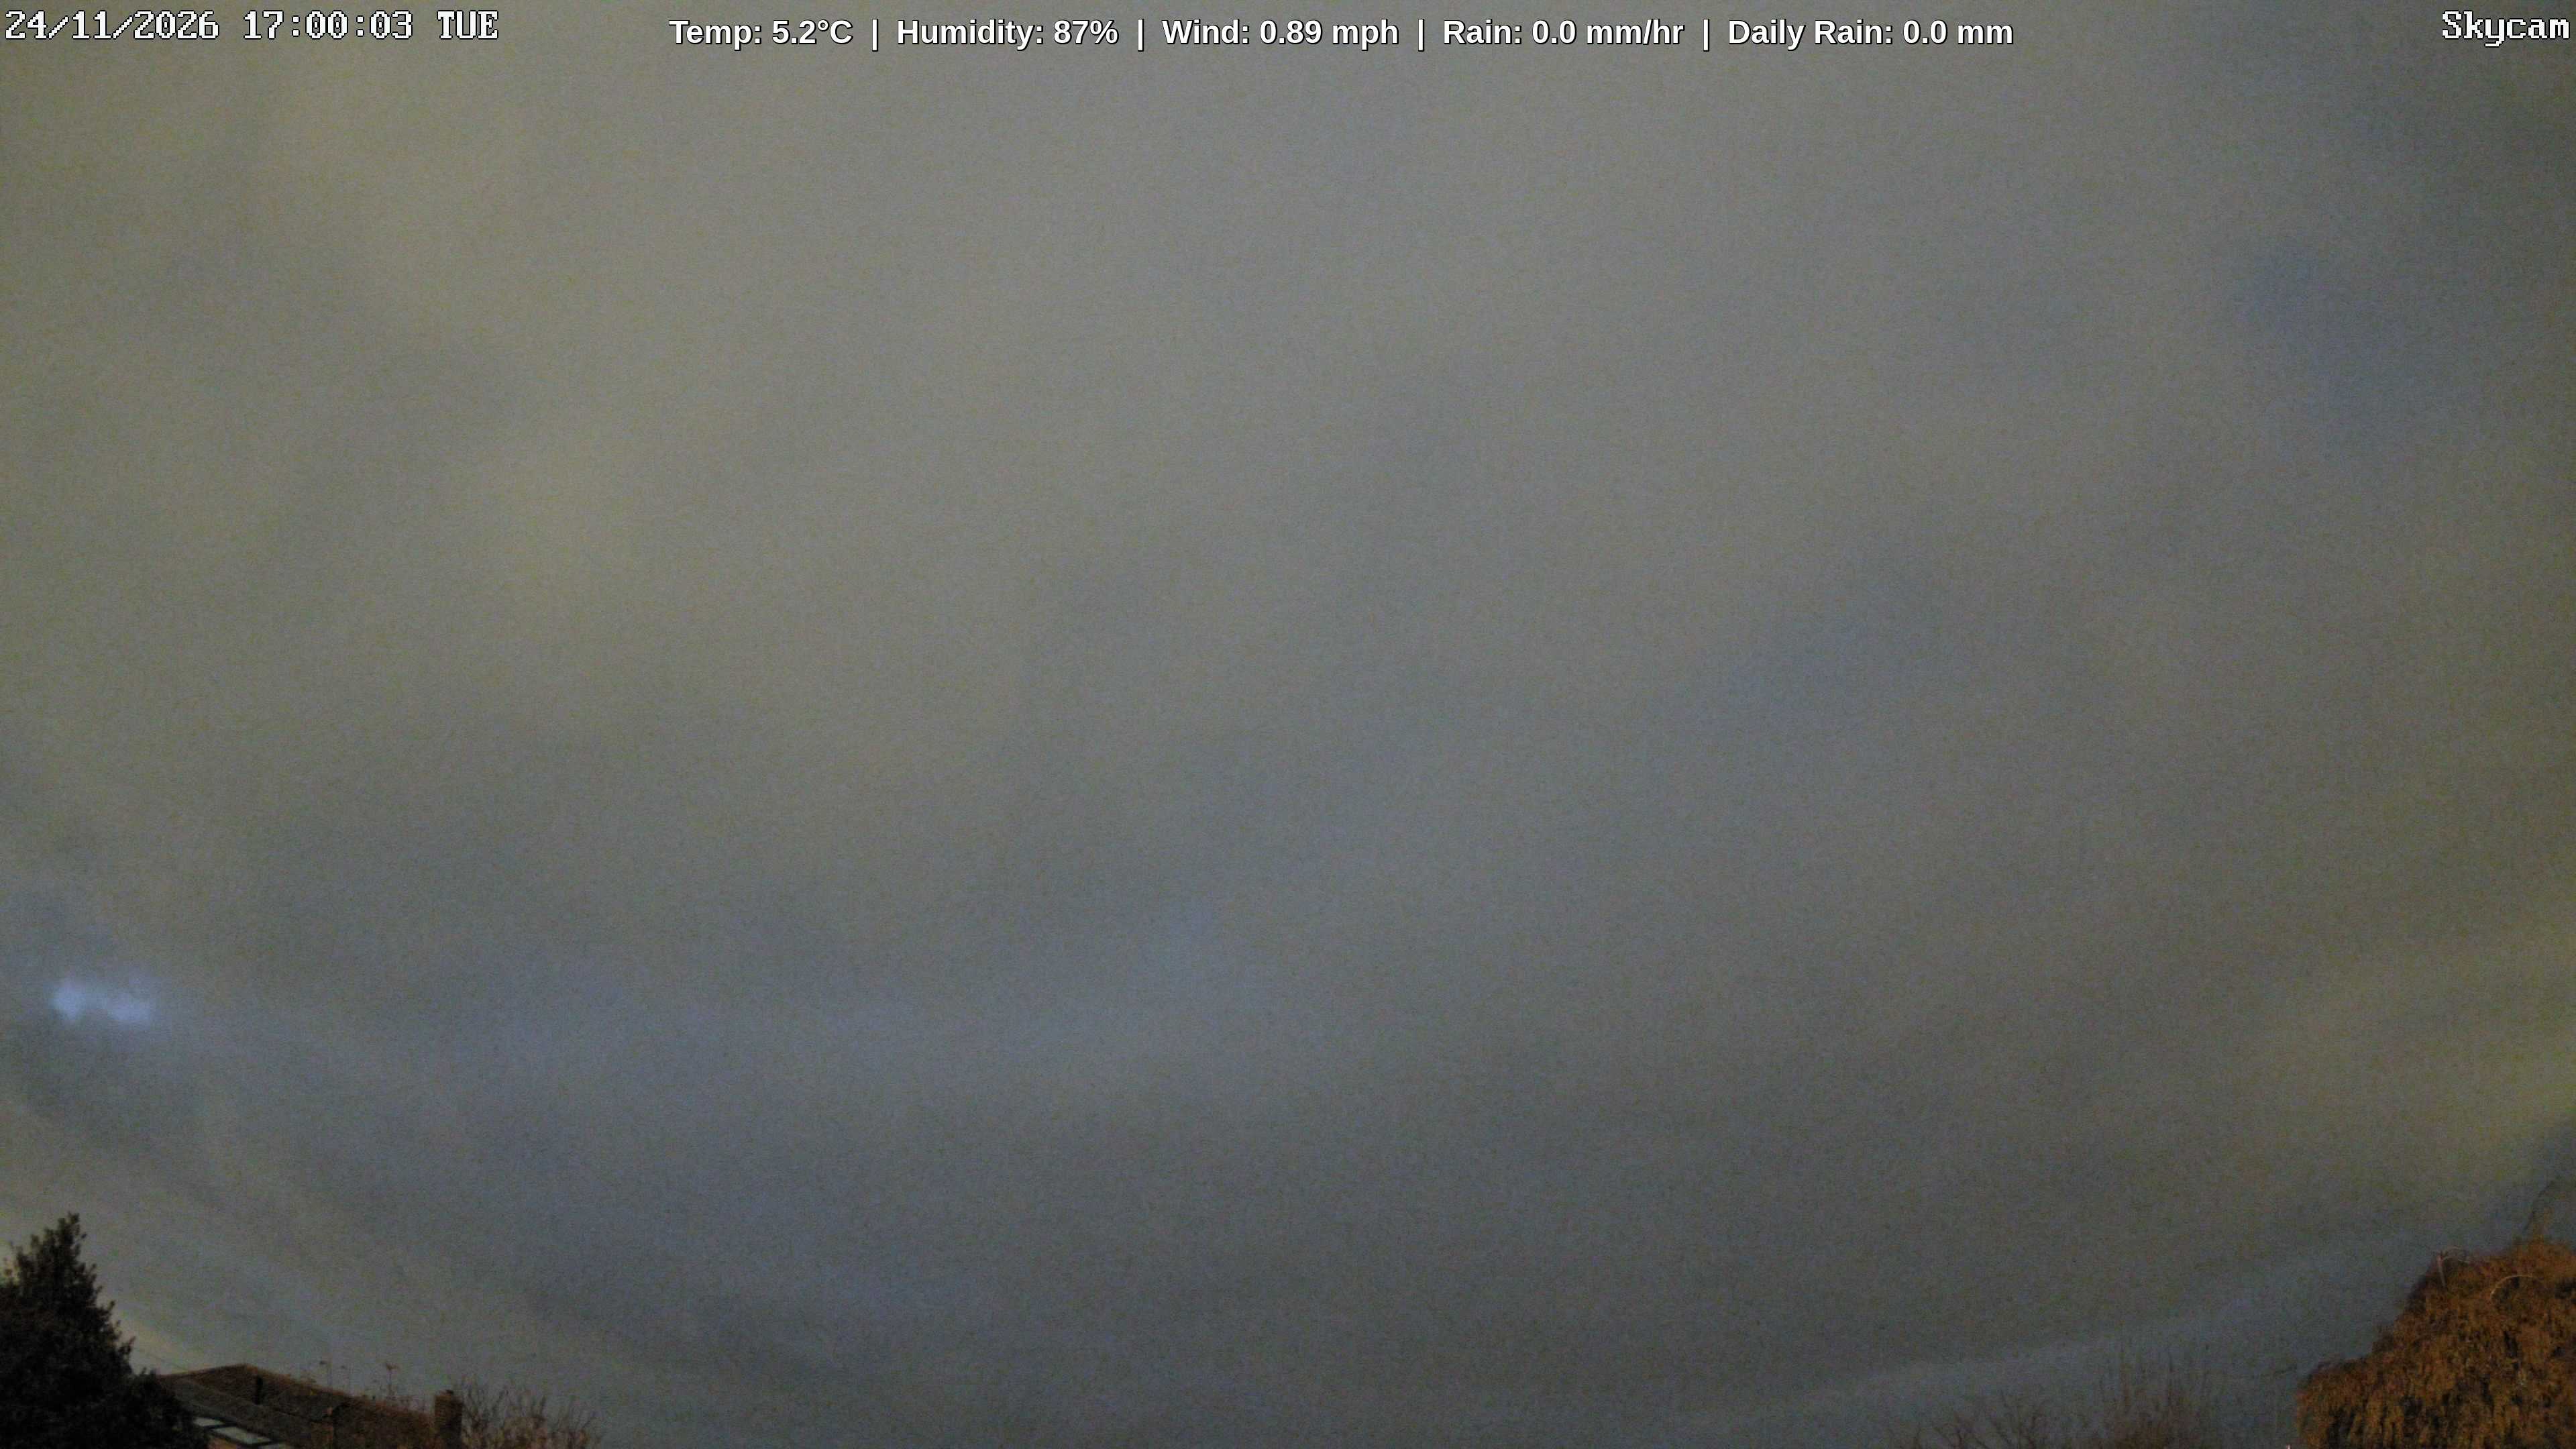 24/11/2026 17:00:03 TUE
Temp: 5.2°C | Humidity: 87% | Wind: 0.89 mph | Rain: 0.0 mm/hr | Daily Rain: 0.0 mm
Skycam